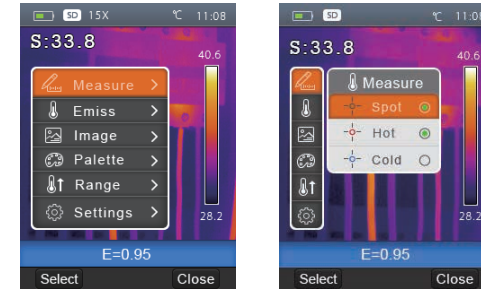 SD 15X °C 11:08
S:33.8
40.6
Measure >
Emiss >
Image >
Palette >
Range >
Settings >
28.2
E=0.95
Select Close
SD °C 11:0
S:33.8
40.6
Measure
Spot
Hot
Cold
28.2
E=0.95
Select Close